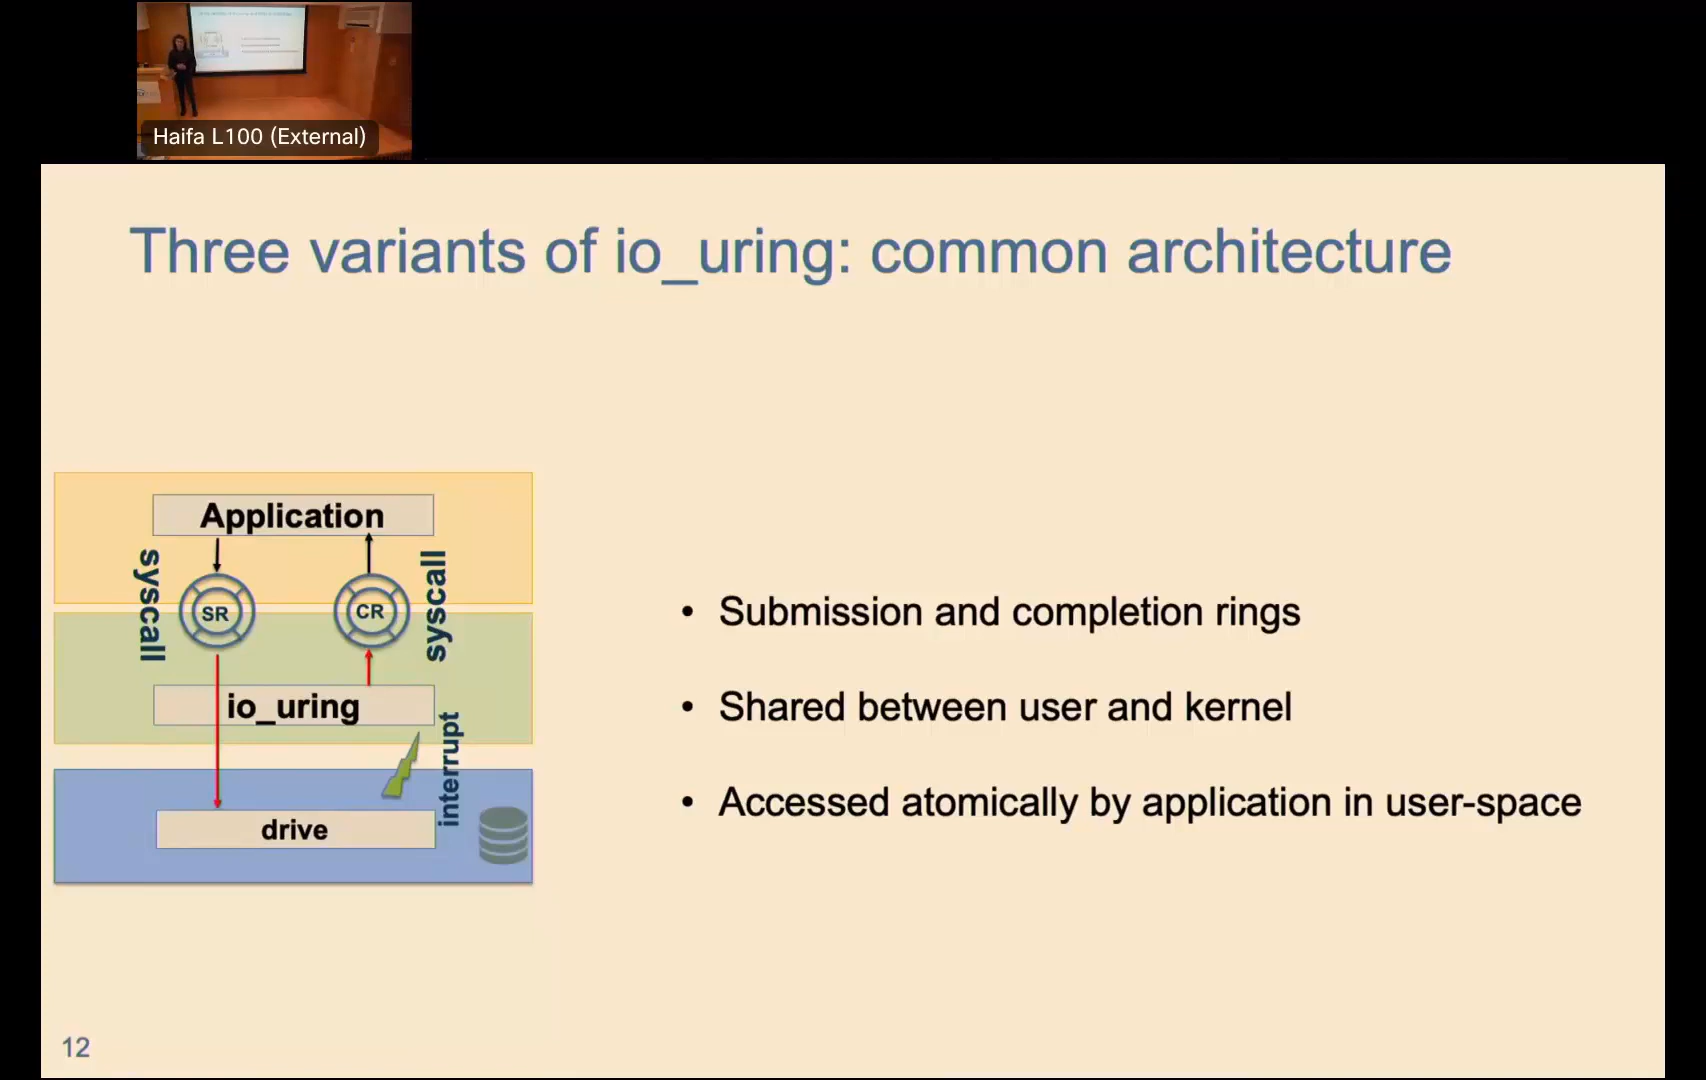 Haifa L100 (External)
Three variants of io_uring: common architecture
Application
syscall
SR
CR
syscall
io_uring
interrupt
drive
• Submission and completion rings
• Shared between user and kernel
• Accessed atomically by application in user-space
12